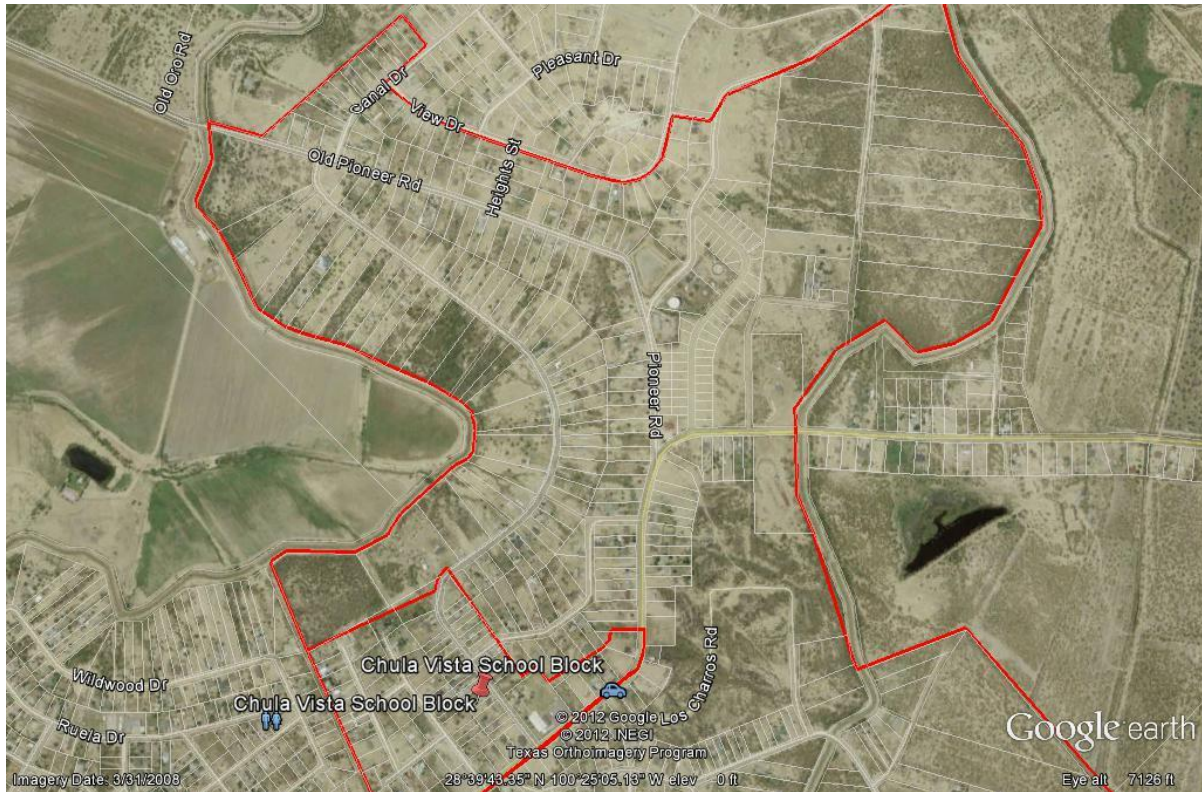 Old Oro Rd
Canal Dr
Pleasant Dr
View Dr
Old Pioneer Rd
Heights St
Pioneer Rd
Chula Vista School Block
Chula Vista School Block
Los Charros Rd
Wildwood Dr
Rueja Dr
© 2012 Google
© 2012 INEGI
Texas OrthoImagery Program
Google earth
Imagery Date: 3/31/2008
28°39'43.35" N 100°25'05.13" W elev 0 ft
Eye alt 7126 ft